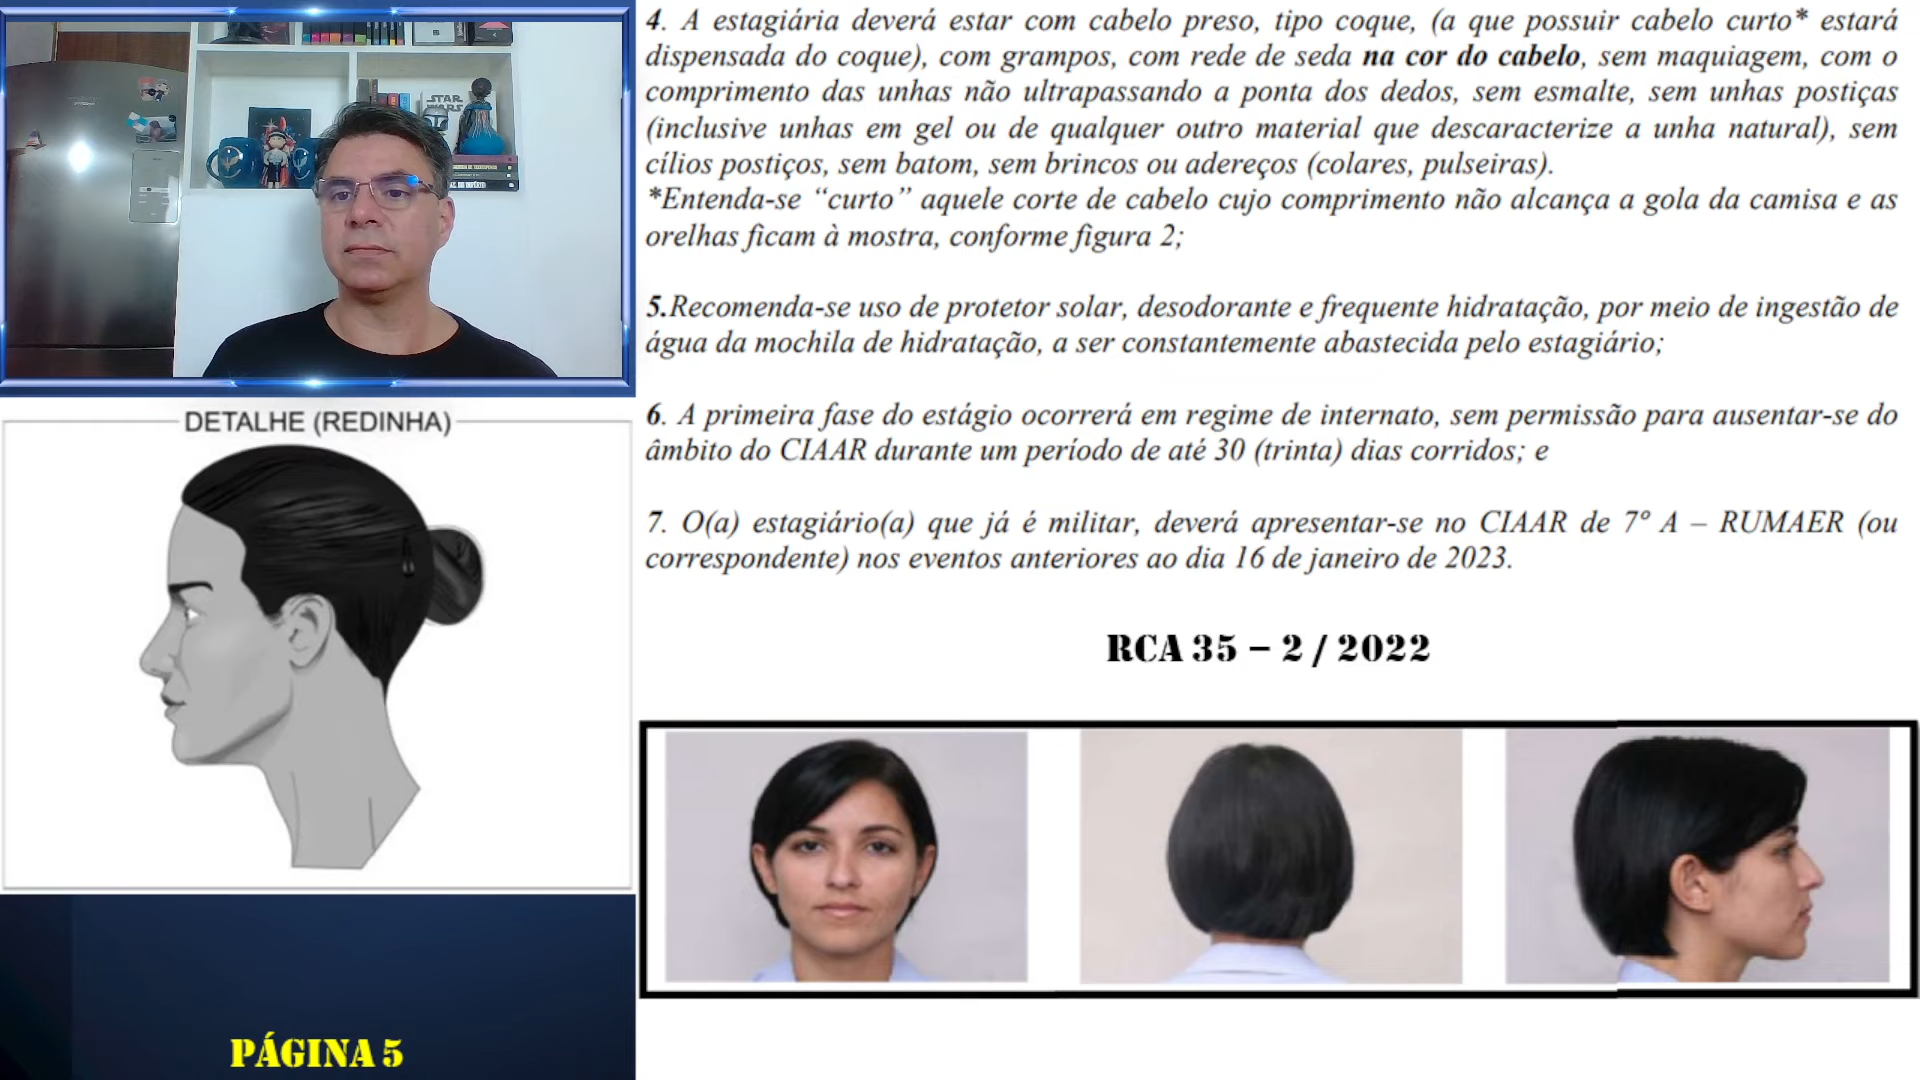 4. A estagiária deverá estar com cabelo preso, tipo coque, (a que possuir cabelo curto* estará
dispensada do coque), com grampos, com rede de seda na cor do cabelo, sem maquiagem, com o
comprimento das unhas não ultrapassando a ponta dos dedos, sem esmalte, sem unhas postiças
(inclusive unhas em gel ou de qualquer outro material que descaracterize a unha natural), sem
cílios postiços, sem batom, sem brincos ou adereços (colares, pulseiras).
*Entenda-se “curto” aquele corte de cabelo cujo comprimento não alcança a gola da camisa e as
orelhas ficam à mostra, conforme figura 2;
5.Recomenda-se uso de protetor solar, desodorante e frequente hidratação, por meio de ingestão de
água da mochila de hidratação, a ser constantemente abastecida pelo estagiário;
6. A primeira fase do estágio ocorrerá em regime de internato, sem permissão para ausentar-se do
âmbito do CIAAR durante um período de até 30 (trinta) dias corridos; e
7. O(a) estagiário(a) que já é militar, deverá apresentar-se no CIAAR de 7º A – RUMAER (ou
correspondente) nos eventos anteriores ao dia 16 de janeiro de 2023.
RCA 35 – 2 / 2022
STAR
WARS
DETALHE (REDINHA)
PÁGINA 5